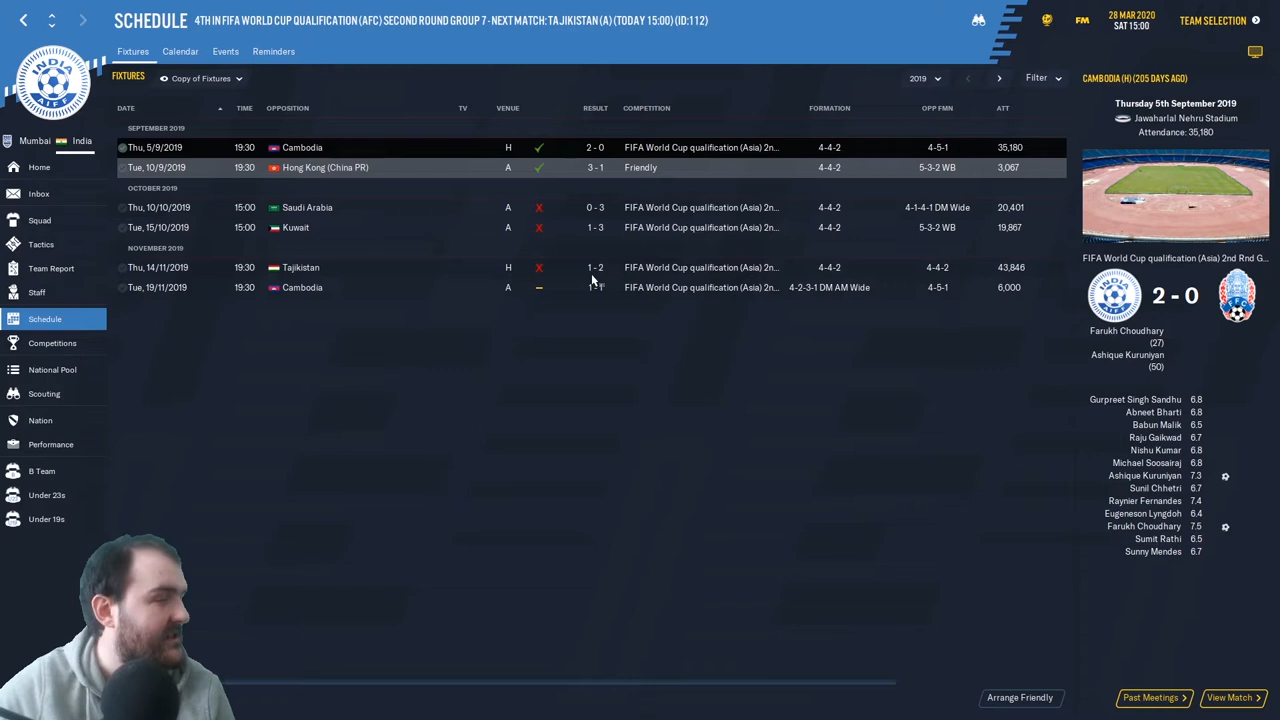 SCHEDULE 4TH IN FIFA WORLD CUP QUALIFICATION (AFC) SECOND ROUND GROUP 7 - NEXT MATCH: TAJIKISTAN (A) (TODAY 15:00) (ID:112)
FM 28 MAR 2020 SAT 15:00 TEAM SELECTION
Fixtures Calendar Events Reminders
FIXTURES Copy of Fixtures 2019 Filter
INDIA
AIFF
Mumbai India
Home
Inbox
Squad
Tactics
Team Report
Staff
Schedule
Competitions
National Pool
Scouting
Nation
Performance
B Team
Under 23s
Under 19s
DATE TIME OPPOSITION TV VENUE RESULT COMPETITION FORMATION OPP FMN ATT
SEPTEMBER 2019
Thu, 5/9/2019 19:30 Cambodia H 2 - 0 FIFA World Cup qualification (Asia) 2n... 4-4-2 4-5-1 35,180
Tue, 10/9/2019 19:30 Hong Kong (China PR) A 3 - 1 Friendly 4-4-2 5-3-2 WB 3,067
OCTOBER 2019
Thu, 10/10/2019 15:00 Saudi Arabia A X 0 - 3 FIFA World Cup qualification (Asia) 2n... 4-4-2 4-1-4-1 DM Wide 20,401
Tue, 15/10/2019 15:00 Kuwait A X 1 - 3 FIFA World Cup qualification (Asia) 2n... 4-4-2 5-3-2 WB 19,867
NOVEMBER 2019
Thu, 14/11/2019 19:30 Tajikistan H X 1 - 2 FIFA World Cup qualification (Asia) 2n... 4-4-2 4-4-2 43,846
Tue, 19/11/2019 19:30 Cambodia A 1 - 1 FIFA World Cup qualification (Asia) 2n... 4-2-3-1 DM AM Wide 4-5-1 6,000
CAMBODIA (H) (205 DAYS AGO)
Thursday 5th September 2019
Jawaharlal Nehru Stadium
Attendance: 35,180
FIFA World Cup qualification (Asia) 2nd Rnd G...
2 - 0
Farukh Choudhary
(27)
Ashique Kuruniyan
(50)
Gurpreet Singh Sandhu 6.8
Abneet Bharti 6.8
Babun Malik 6.5
Raju Gaikwad 6.7
Nishu Kumar 6.8
Michael Soosairaj 6.8
Ashique Kuruniyan 7.3
Sunil Chhetri 6.7
Raynier Fernandes 7.4
Eugeneson Lyngdoh 6.4
Farukh Choudhary 7.5
Sumit Rathi 6.5
Sunny Mendes 6.7
Arrange Friendly Past Meetings View Match